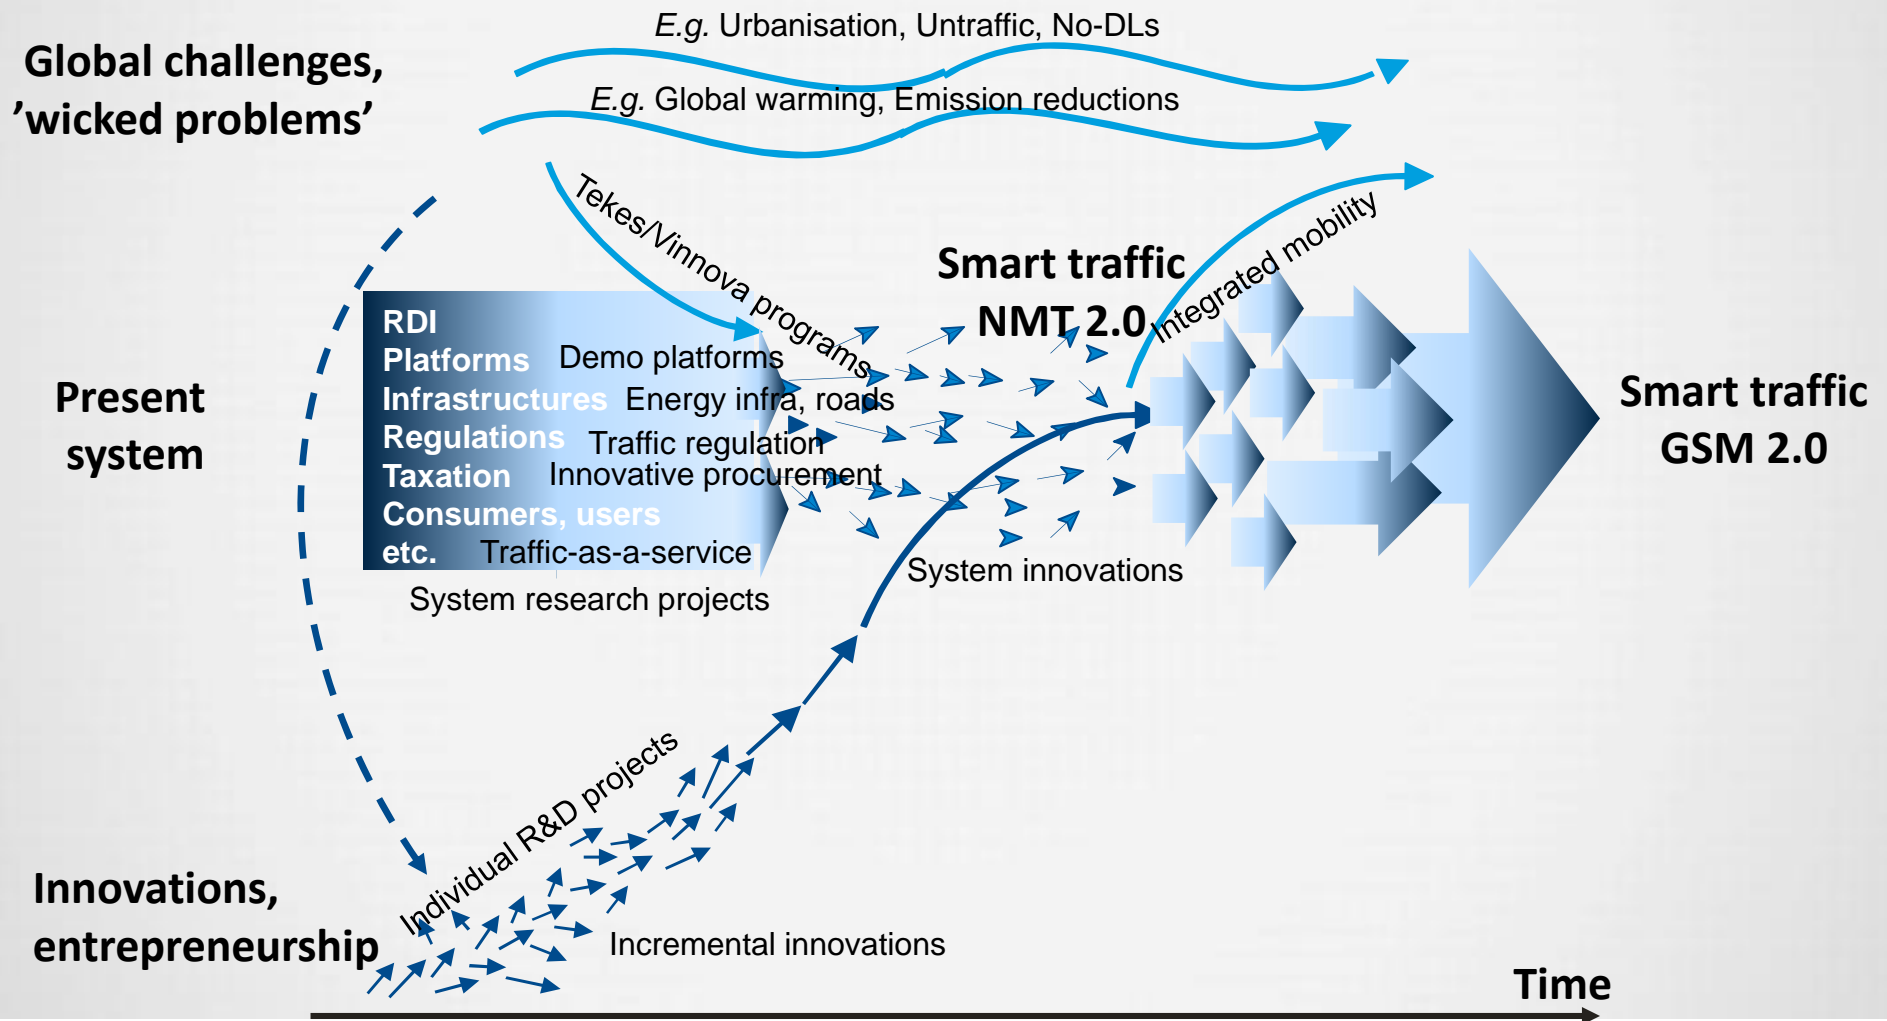 E.g. Urbanisation, Untraffic, No-DLs
Global challenges,
’wicked problems’
E.g. Global warming, Emission reductions
Tekes/Vinnova programs
Smart traffic
NMT 2.0
Integrated mobility
Present
system
RDI
Platforms Demo platforms
Infrastructures Energy infra, roads
Regulations Traffic regulation
Taxation Innovative procurement
Consumers, users
etc. Traffic-as-a-service
System research projects
System innovations
Smart traffic
GSM 2.0
Individual R&D projects
Innovations,
entrepreneurship
Incremental innovations
Time